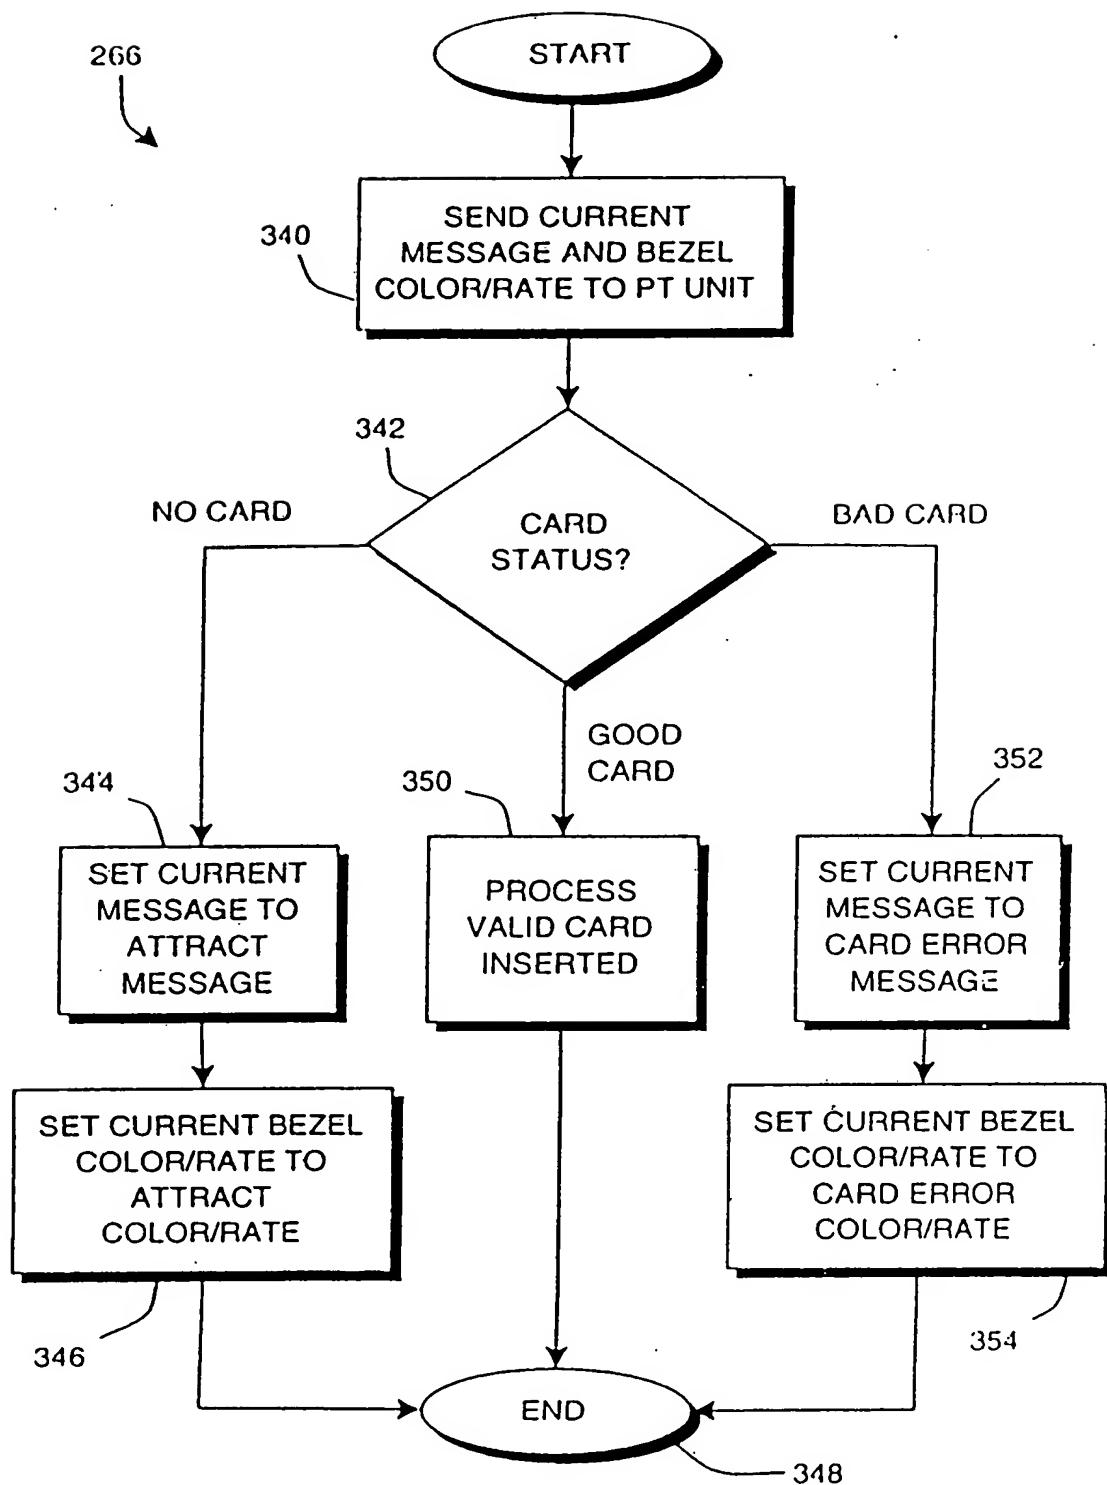 266
START
340
SEND CURRENT
MESSAGE AND BEZEL
COLOR/RATE TO PT UNIT
342
NO CARD
CARD
STATUS?
BAD CARD
GOOD
CARD
344
SET CURRENT
MESSAGE TO
ATTRACT
MESSAGE
350
PROCESS
VALID CARD
INSERTED
352
SET CURRENT
MESSAGE TO
CARD ERROR
MESSAGE
SET CURRENT BEZEL
COLOR/RATE TO
ATTRACT
COLOR/RATE
346
SET CURRENT BEZEL
COLOR/RATE TO
CARD ERROR
COLOR/RATE
354
END
348